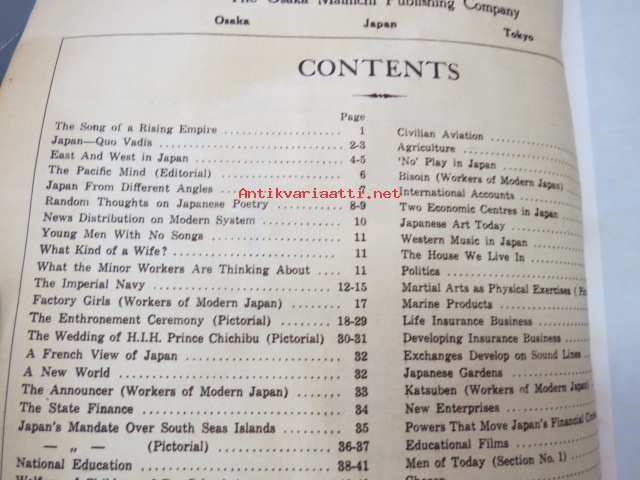 The Osaka Mainichi Publishing Company
Osaka Japan Tokyo
CONTENTS
Page
The Song of a Rising Empire .................. 1
Japan—Quo Vadis .................. 2-3
East And West in Japan .................. 4-5
The Pacific Mind (Editorial) .................. 6
Japan From Different Angles .................. 7
Random Thoughts on Japanese Poetry .... 8-9
News Distribution on Modern System ...... 10
Young Men With No Songs .................. 11
What Kind of a Wife? .................. 11
What the Minor Workers Are Thinking About .... 11
The Imperial Navy .................. 12-15
Factory Girls (Workers of Modern Japan) ...... 17
The Enthronement Ceremony (Pictorial) ........ 18-29
The Wedding of H.I.H. Prince Chichibu (Pictorial) 30-31
A French View of Japan .................. 32
A New World .................. 32
The Announcer (Workers of Modern Japan) .... 33
The State Finance .................. 34
Japan's Mandate Over South Seas Islands ...... 35
— „ — (Pictorial) ........ 36-37
National Education .................. 38-41
Civilian Aviation ..................
Agriculture ..................
'No' Play in Japan ..................
Bisoin (Workers of Modern Japan)
International Accounts ..................
Two Economic Centres in Japan ......
Japanese Art Today ..................
Western Music in Japan ..................
The House We Live In ..................
Politics ..................
Martial Arts as Physical Exercises (
Marine Products ..................
Life Insurance Business ..................
Developing Insurance Business ........
Exchanges Develop on Sound Lines ....
Japanese Gardens ..................
Katsuben (Workers of Modern Japan)
New Enterprises ..................
Powers That Move Japan's Financial
Educational Films ..................
Men of Today (Section No. 1) ........
Antikvariaatti.net